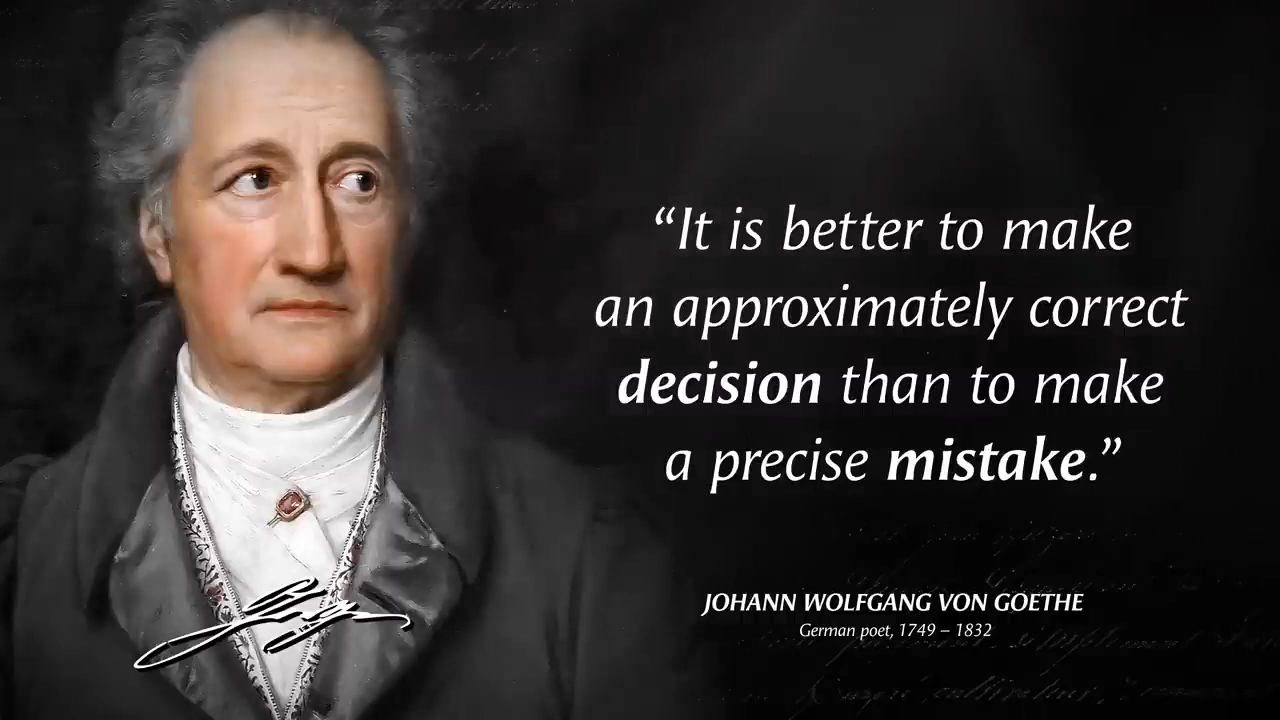 “It is better to make
an approximately correct
decision than to make
a precise mistake.”
JOHANN WOLFGANG VON GOETHE
German poet, 1749 – 1832